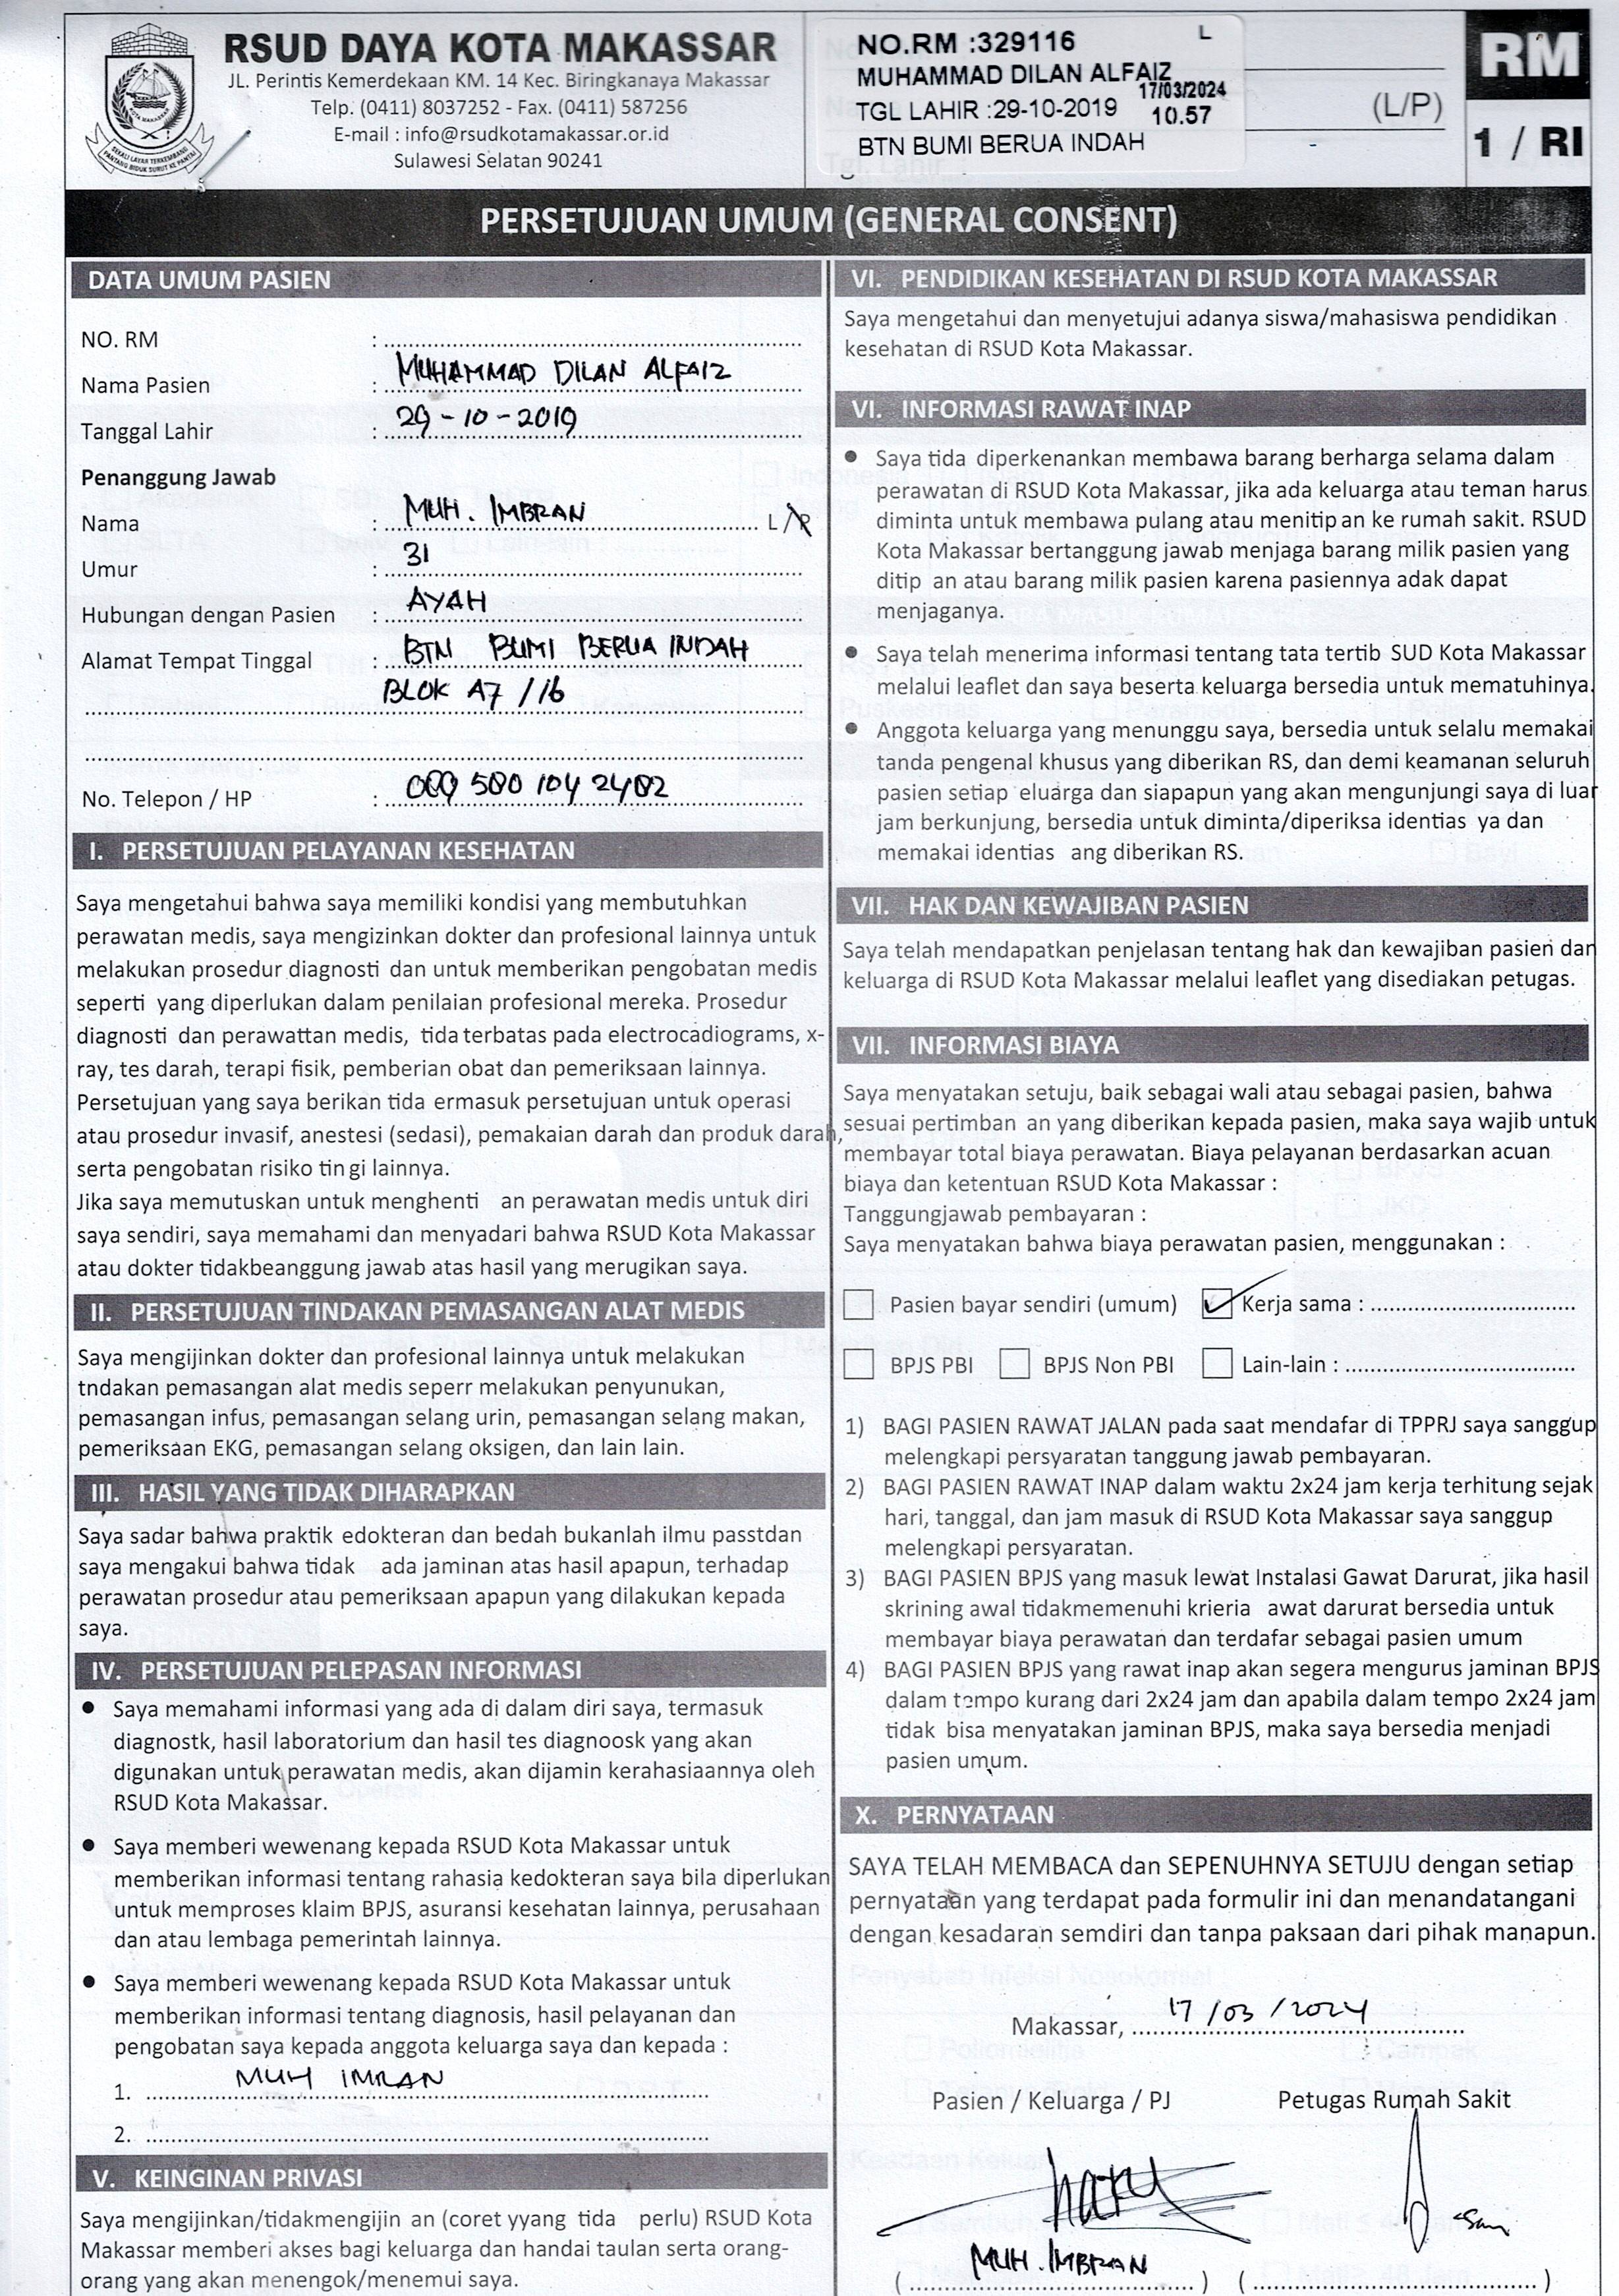 RSUD DAYA KOTA MAKASSAR
JL. Perintis Kemerdekaan KM. 14 Kec. Biringkanaya Makassar
Telp. (0411) 8037252 - Fax. (0411) 587256
E-mail : info@rsudkotamakassar.or.id
Sulawesi Selatan 90241
SEKALI LAYAR TERKEMBANG
PANTANG BIDUK SURUT KE PANTAI
NO.RM :329116 L
MUHAMMAD DILAN ALFAIZ
17/03/2024
TGL LAHIR :29-10-2019 10.57
BTN BUMI BERUA INDAH
Tgl. Lahir :
(L/P)
RM
1 / RI
PERSETUJUAN UMUM (GENERAL CONSENT)
DATA UMUM PASIEN
NO. RM :
Nama Pasien : MUHAMMAD DILAN ALFAIZ
Tanggal Lahir : 29-10-2019
Penanggung Jawab
Nama : MUH. IMBRAN L/P
Umur : 31
Hubungan dengan Pasien : AYAH
Alamat Tempat Tinggal : BTN BUMI BERUA INDAH
BLOK A7 /16
No. Telepon / HP :
I. PERSETUJUAN PELAYANAN KESEHATAN
Saya mengetahui bahwa saya memiliki kondisi yang membutuhkan
perawatan medis, saya mengizinkan dokter dan profesional lainnya untuk
melakukan prosedur diagnosti dan untuk memberikan pengobatan medis
seperti yang diperlukan dalam penilaian profesional mereka. Prosedur
diagnosti dan perawattan medis, tida terbatas pada electrocadiograms, x-
ray, tes darah, terapi fisik, pemberian obat dan pemeriksaan lainnya.
Persetujuan yang saya berikan tida ermasuk persetujuan untuk operasi
atau prosedur invasif, anestesi (sedasi), pemakaian darah dan produk darah,
serta pengobatan risiko tin gi lainnya.
Jika saya memutuskan untuk menghenti an perawatan medis untuk diri
saya sendiri, saya memahami dan menyadari bahwa RSUD Kota Makassar
atau dokter tidakbeanggung jawab atas hasil yang merugikan saya.
II. PERSETUJUAN TINDAKAN PEMASANGAN ALAT MEDIS
Saya mengijinkan dokter dan profesional lainnya untuk melakukan
tndakan pemasangan alat medis seperr melakukan penyunukan,
pemasangan infus, pemasangan selang urin, pemasangan selang makan,
pemeriksaan EKG, pemasangan selang oksigen, dan lain lain.
III. HASIL YANG TIDAK DIHARAPKAN
Saya sadar bahwa praktik edokteran dan bedah bukanlah ilmu passtdan
saya mengakui bahwa tidak ada jaminan atas hasil apapun, terhadap
perawatan prosedur atau pemeriksaan apapun yang dilakukan kepada
saya.
IV. PERSETUJUAN PELEPASAN INFORMASI
● Saya memahami informasi yang ada di dalam diri saya, termasuk
diagnostk, hasil laboratorium dan hasil tes diagnoosk yang akan
digunakan untuk perawatan medis, akan dijamin kerahasiaannya oleh
RSUD Kota Makassar.
● Saya memberi wewenang kepada RSUD Kota Makassar untuk
memberikan informasi tentang rahasia kedokteran saya bila diperlukan
untuk memproses klaim BPJS, asuransi kesehatan lainnya, perusahaan
dan atau lembaga pemerintah lainnya.
● Saya memberi wewenang kepada RSUD Kota Makassar untuk
memberikan informasi tentang diagnosis, hasil pelayanan dan
pengobatan saya kepada anggota keluarga saya dan kepada :
1. MUH IMRAN
2.
V. KEINGINAN PRIVASI
Saya mengijinkan/tidakmengijin an (coret yyang tida perlu) RSUD Kota
Makassar memberi akses bagi keluarga dan handai taulan serta orang-
orang yang akan menengok/menemui saya.
VI. PENDIDIKAN KESEHATAN DI RSUD KOTA MAKASSAR
Saya mengetahui dan menyetujui adanya siswa/mahasiswa pendidikan
kesehatan di RSUD Kota Makassar.
VI. INFORMASI RAWAT INAP
● Saya tida diperkenankan membawa barang berharga selama dalam
perawatan di RSUD Kota Makassar, jika ada keluarga atau teman harus
diminta untuk membawa pulang atau menitip an ke rumah sakit. RSUD
Kota Makassar bertanggung jawab menjaga barang milik pasien yang
ditip an atau barang milik pasien karena pasiennya adak dapat
menjaganya.
● Saya telah menerima informasi tentang tata tertib SUD Kota Makassar
melalui leaflet dan saya beserta keluarga bersedia untuk mematuhinya.
● Anggota keluarga yang menunggu saya, bersedia untuk selalu memakai
tanda pengenal khusus yang diberikan RS, dan demi keamanan seluruh
pasien setiap eluarga dan siapapun yang akan mengunjungi saya di luar
jam berkunjung, bersedia untuk diminta/diperiksa identias ya dan
memakai identias ang diberikan RS.
VII. HAK DAN KEWAJIBAN PASIEN
Saya telah mendapatkan penjelasan tentang hak dan kewajiban pasien dan
keluarga di RSUD Kota Makassar melalui leaflet yang disediakan petugas.
VII. INFORMASI BIAYA
Saya menyatakan setuju, baik sebagai wali atau sebagai pasien, bahwa
sesuai pertimban an yang diberikan kepada pasien, maka saya wajib untuk
membayar total biaya perawatan. Biaya pelayanan berdasarkan acuan
biaya dan ketentuan RSUD Kota Makassar :
Tanggungjawab pembayaran :
Saya menyatakan bahwa biaya perawatan pasien, menggunakan :
☐ Pasien bayar sendiri (umum) ☑ Kerja sama :
☐ BPJS PBI ☐ BPJS Non PBI ☐ Lain-lain :
1) BAGI PASIEN RAWAT JALAN pada saat mendafar di TPPRJ saya sanggup
melengkapi persyaratan tanggung jawab pembayaran.
2) BAGI PASIEN RAWAT INAP dalam waktu 2x24 jam kerja terhitung sejak
hari, tanggal, dan jam masuk di RSUD Kota Makassar saya sanggup
melengkapi persyaratan.
3) BAGI PASIEN BPJS yang masuk lewat Instalasi Gawat Darurat, jika hasil
skrining awal tidakmemenuhi krieria awat darurat bersedia untuk
membayar biaya perawatan dan terdafar sebagai pasien umum
4) BAGI PASIEN BPJS yang rawat inap akan segera mengurus jaminan BPJS
dalam tempo kurang dari 2x24 jam dan apabila dalam tempo 2x24 jam
tidak bisa menyatakan jaminan BPJS, maka saya bersedia menjadi
pasien umum.
X. PERNYATAAN
SAYA TELAH MEMBACA dan SEPENUHNYA SETUJU dengan setiap
pernyataan yang terdapat pada formulir ini dan menandatangani
dengan kesadaran semdiri dan tanpa paksaan dari pihak manapun.
Makassar, 17/03/2024
Pasien / Keluarga / PJ Petugas Rumah Sakit
(MUH. IMBRAN) ( )